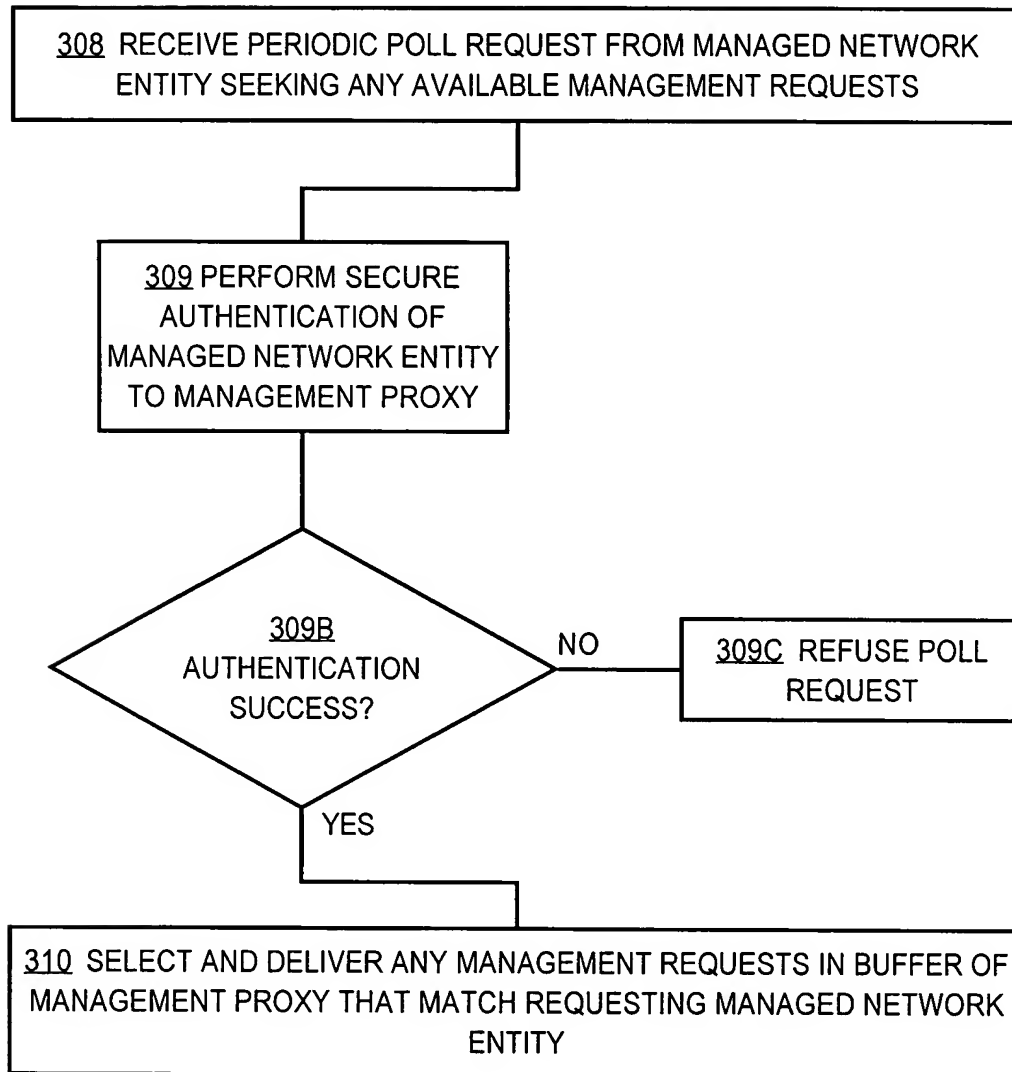 308 RECEIVE PERIODIC POLL REQUEST FROM MANAGED NETWORK
ENTITY SEEKING ANY AVAILABLE MANAGEMENT REQUESTS
309 PERFORM SECURE
AUTHENTICATION OF
MANAGED NETWORK ENTITY
TO MANAGEMENT PROXY
309B
AUTHENTICATION
SUCCESS?
NO
309C REFUSE POLL
REQUEST
YES
310 SELECT AND DELIVER ANY MANAGEMENT REQUESTS IN BUFFER OF
MANAGEMENT PROXY THAT MATCH REQUESTING MANAGED NETWORK
ENTITY